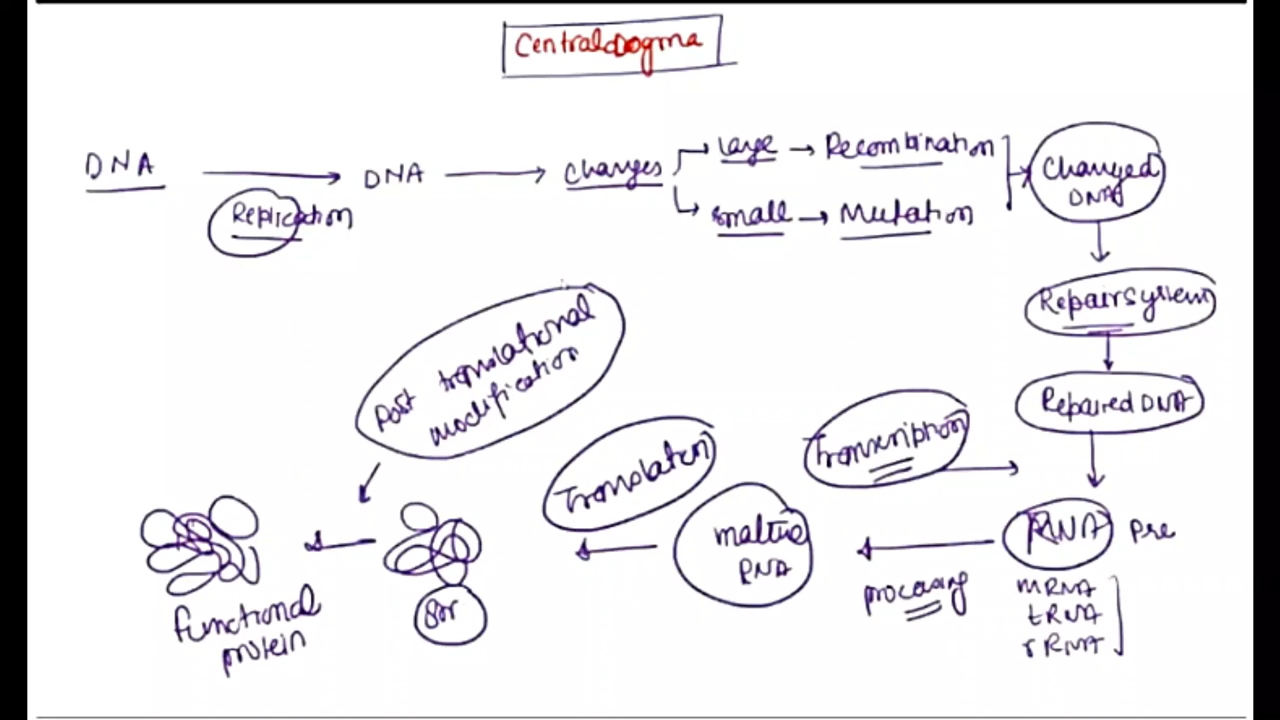 Central Dogma
DNA
Replication
DNA
Changes
large
Recombination
small
Mutation
Changed
DNA
Repair system
Repaired DNA
Transcription
RNA Pre
mRNA
tRNA
rRNA
processing
RNA
Translation
Post translational
modification
functional
protein